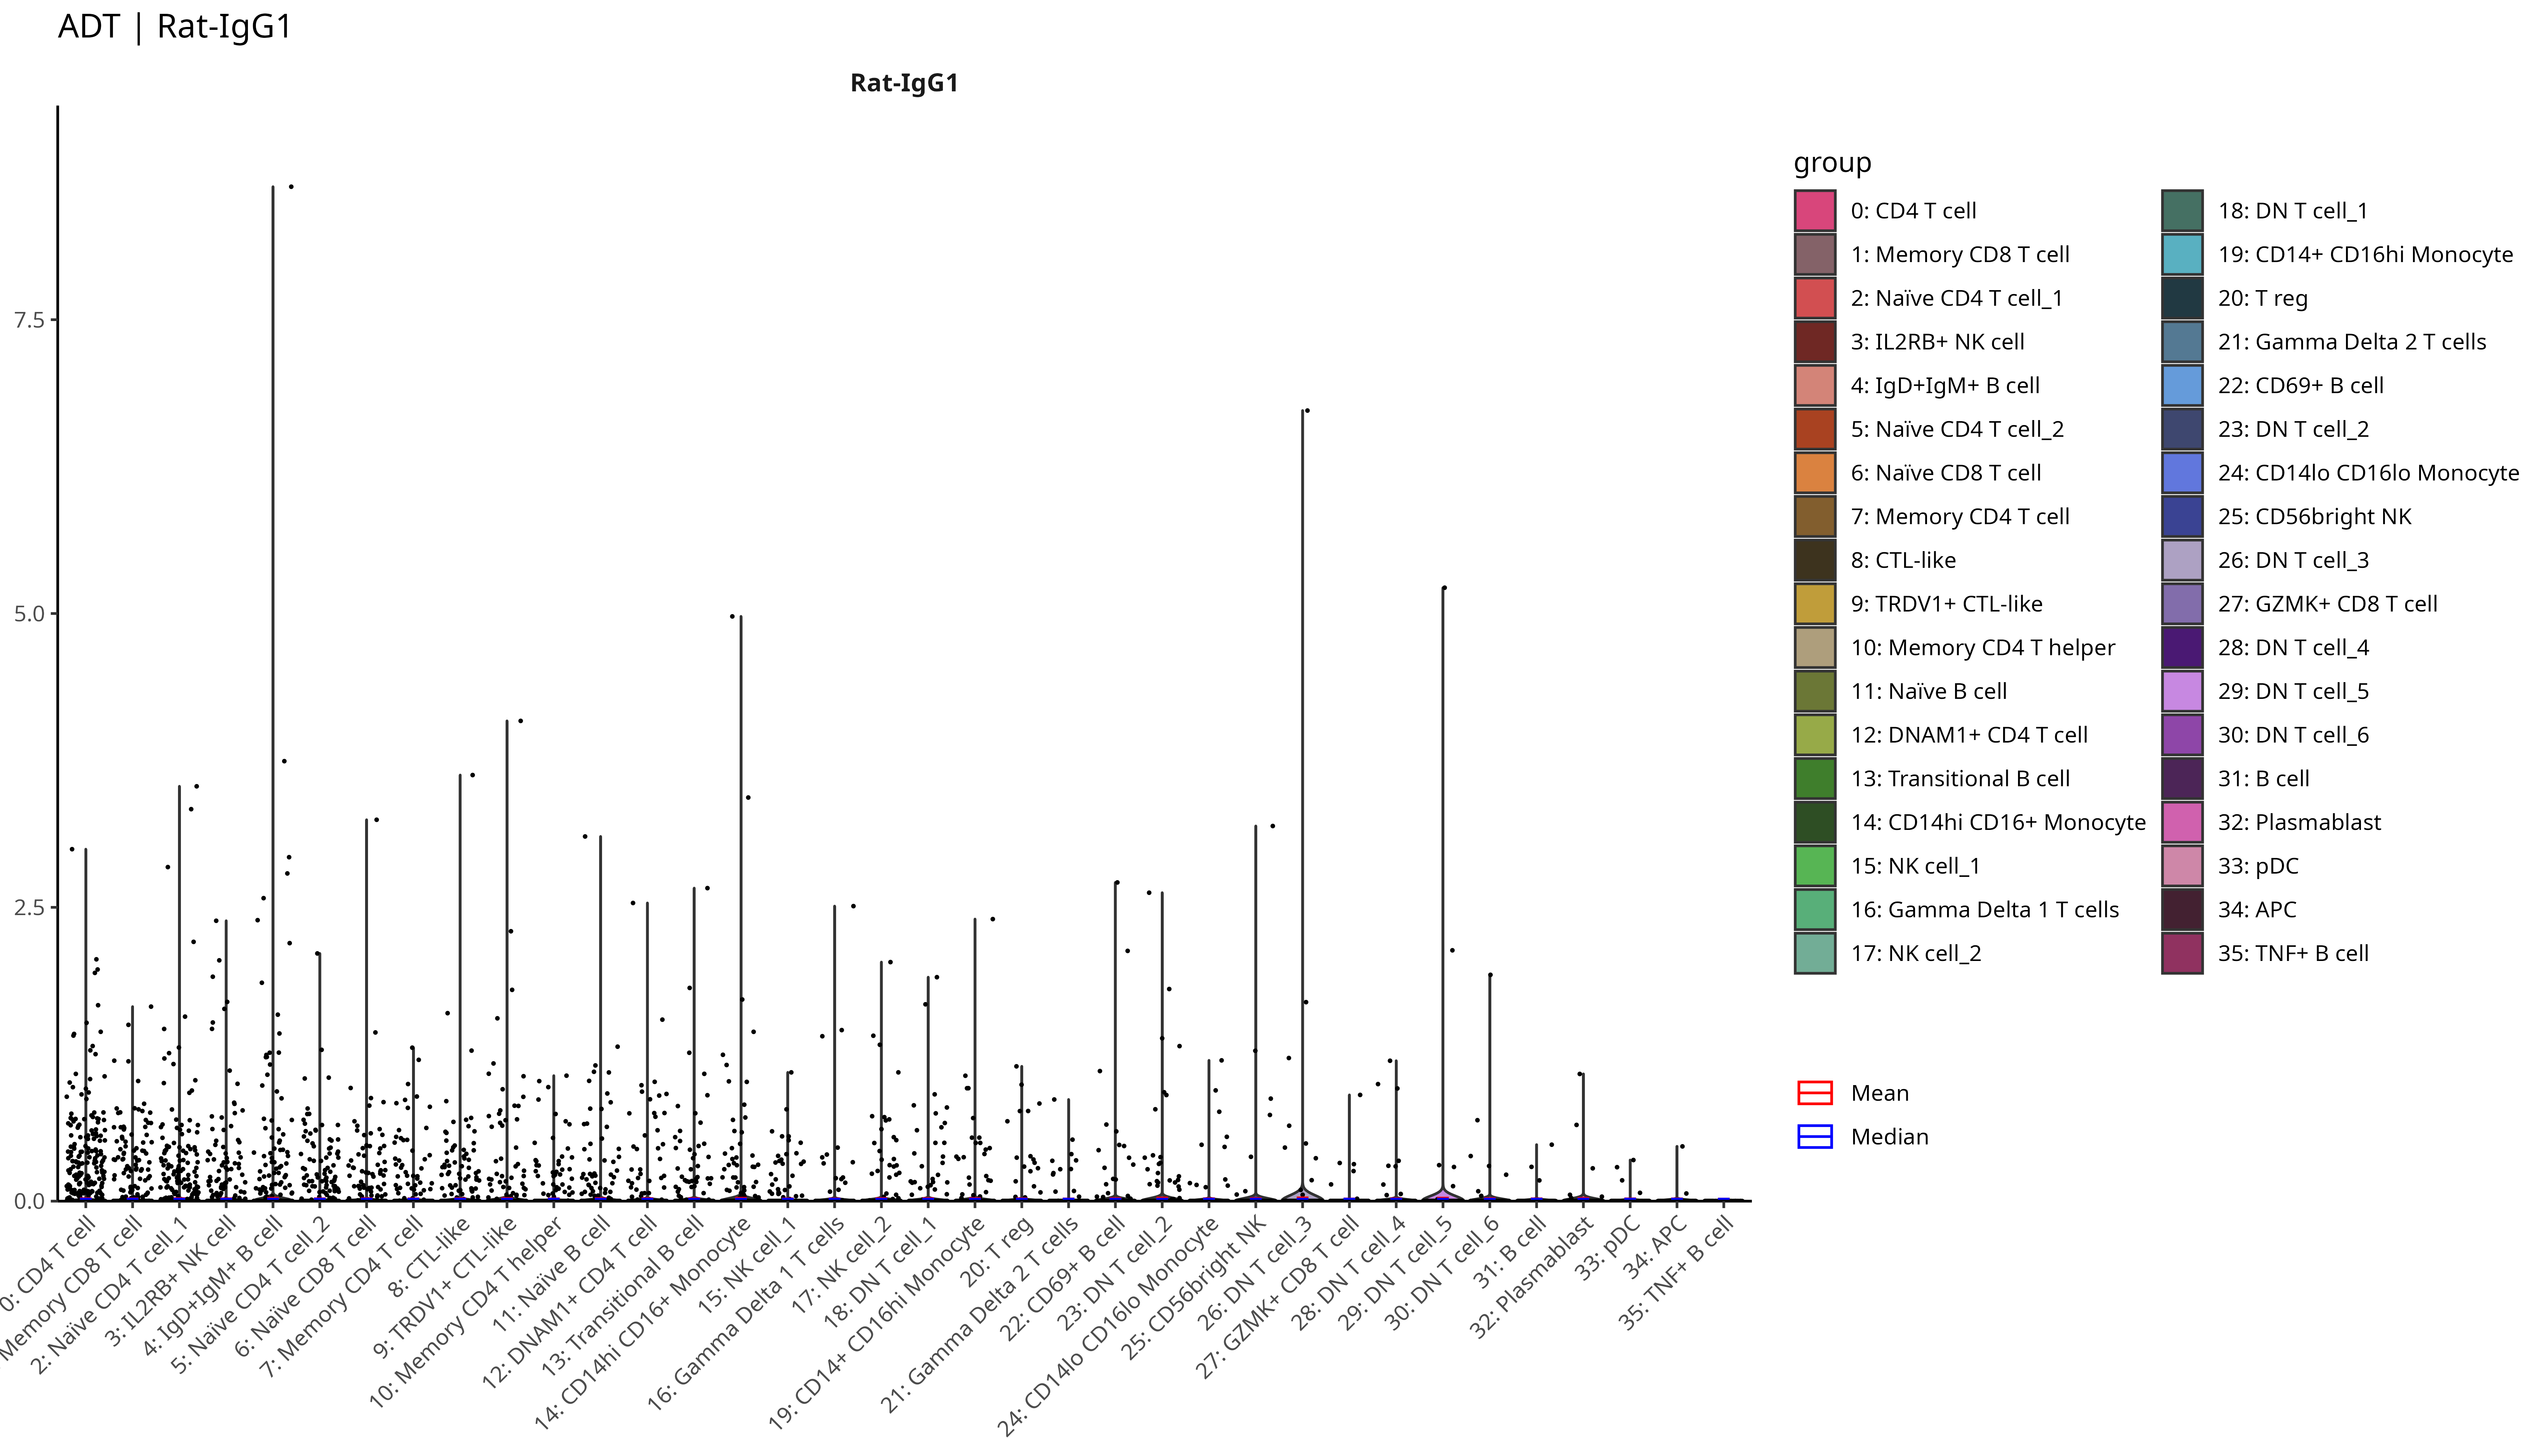 ADT | Rat-IgG1
Rat-IgG1
7.5
5.0
2.5
0.0
0: CD4 T cell
Memory CD8 T cell
2: Naïve CD4 T cell_1
3: IL2RB+ NK cell
4: IgD+IgM+ B cell
5: Naïve CD4 T cell_2
6: Naïve CD8 T cell
7: Memory CD4 T cell
8: CTL-like
9: TRDV1+ CTL-like
10: Memory CD4 T helper
11: Naïve B cell
12: DNAM1+ CD4 T cell
13: Transitional B cell
14: CD14hi CD16+ Monocyte
15: NK cell_1
16: Gamma Delta 1 T cells
17: NK cell_2
18: DN T cell_1
19: CD14+ CD16hi Monocyte
20: T reg
21: Gamma Delta 2 T cells
22: CD69+ B cell
23: DN T cell_2
24: CD14lo CD16lo Monocyte
25: CD56bright NK
26: DN T cell_3
27: GZMK+ CD8 T cell
28: DN T cell_4
29: DN T cell_5
30: DN T cell_6
31: B cell
32: Plasmablast
33: pDC
34: APC
35: TNF+ B cell
group
0: CD4 T cell
1: Memory CD8 T cell
2: Naïve CD4 T cell_1
3: IL2RB+ NK cell
4: IgD+IgM+ B cell
5: Naïve CD4 T cell_2
6: Naïve CD8 T cell
7: Memory CD4 T cell
8: CTL-like
9: TRDV1+ CTL-like
10: Memory CD4 T helper
11: Naïve B cell
12: DNAM1+ CD4 T cell
13: Transitional B cell
14: CD14hi CD16+ Monocyte
15: NK cell_1
16: Gamma Delta 1 T cells
17: NK cell_2
18: DN T cell_1
19: CD14+ CD16hi Monocyte
20: T reg
21: Gamma Delta 2 T cells
22: CD69+ B cell
23: DN T cell_2
24: CD14lo CD16lo Monocyte
25: CD56bright NK
26: DN T cell_3
27: GZMK+ CD8 T cell
28: DN T cell_4
29: DN T cell_5
30: DN T cell_6
31: B cell
32: Plasmablast
33: pDC
34: APC
35: TNF+ B cell
Mean
Median